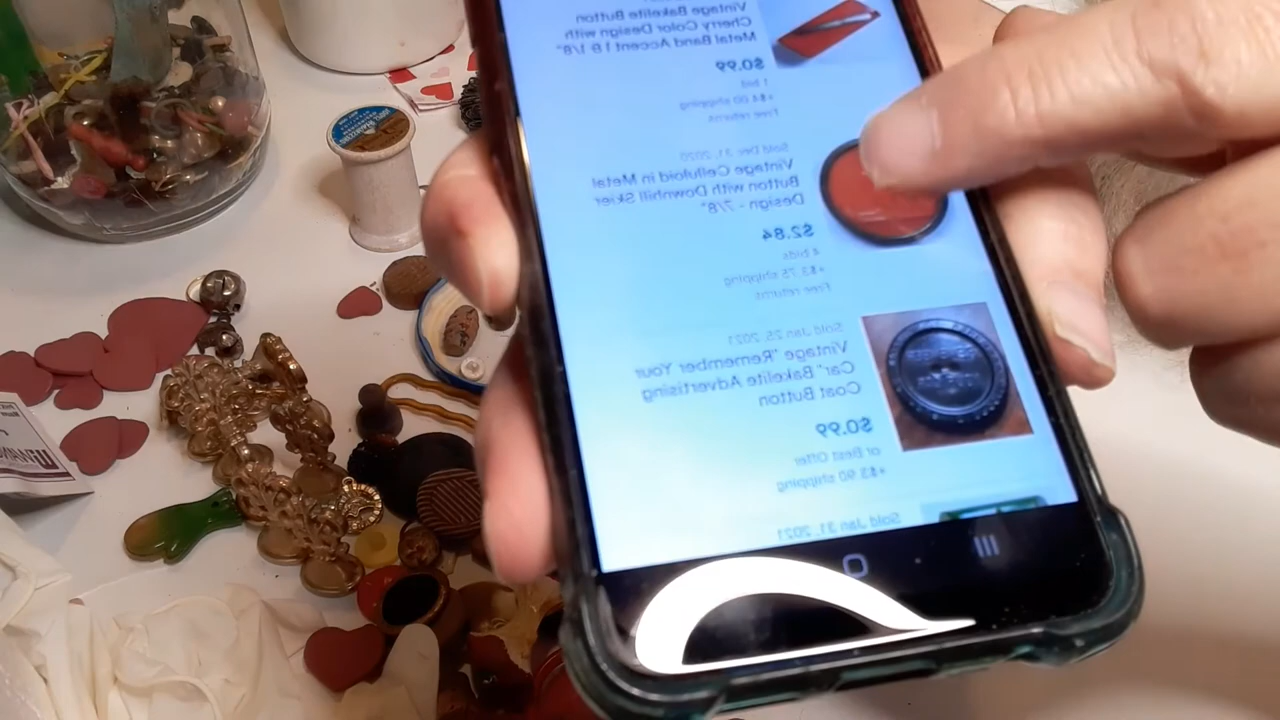 Vintage Bakelite Button
Cherry Color Design with
Metal Band Accent 1 & 1/8"
$0.99
1 bid
+$4.00 shipping
Free returns
Sold Dec 31, 2020
Vintage Celluloid in Metal
Button with Downhill Skier
Design - 7/8"
$2.84
4 bids
+$3.75 shipping
Free returns
Sold Jan 25, 2021
Vintage "Remember Your
Car" Bakelite Advertising
Coat Button
$0.99
or Best Offer
+$3.90 shipping
Sold Jan 31, 2021